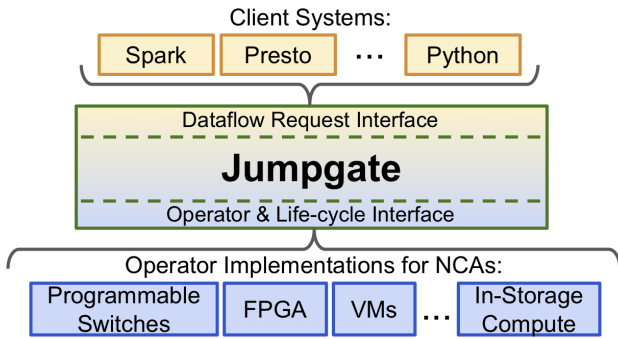 Client Systems:
Spark Presto ... Python
Dataflow Request Interface
Jumpgate
Operator & Life-cycle Interface
Operator Implementations for NCAs:
Programmable Switches FPGA VMs ... In-Storage Compute